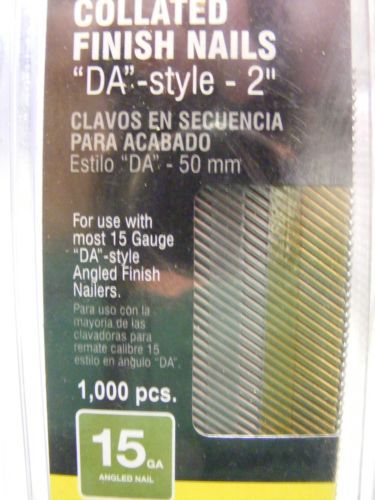 COLLATED
FINISH NAILS
“DA”-style - 2"
CLAVOS EN SECUENCIA
PARA ACABADO
Estilo “DA” - 50 mm
For use with
most 15 Gauge
“DA”-style
Angled Finish
Nailers.
Para uso con la
mayoría de las
clavadoras para
remate calibre 15
estilo en ángulo “DA”.
1,000 pcs.
15 GA
ANGLED NAIL